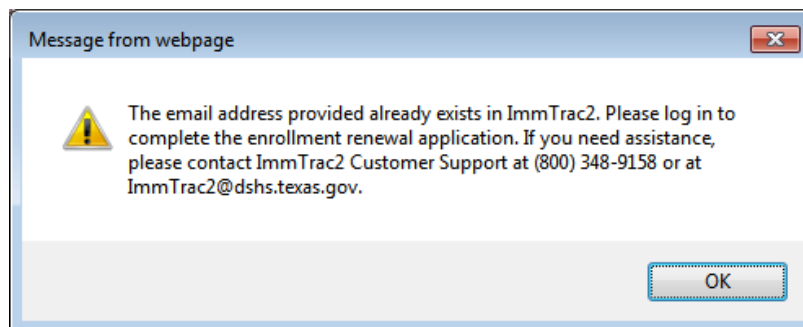 Message from webpage
The email address provided already exists in ImmTrac2. Please log in to
complete the enrollment renewal application. If you need assistance,
please contact ImmTrac2 Customer Support at (800) 348-9158 or at
ImmTrac2@dshs.texas.gov.
OK